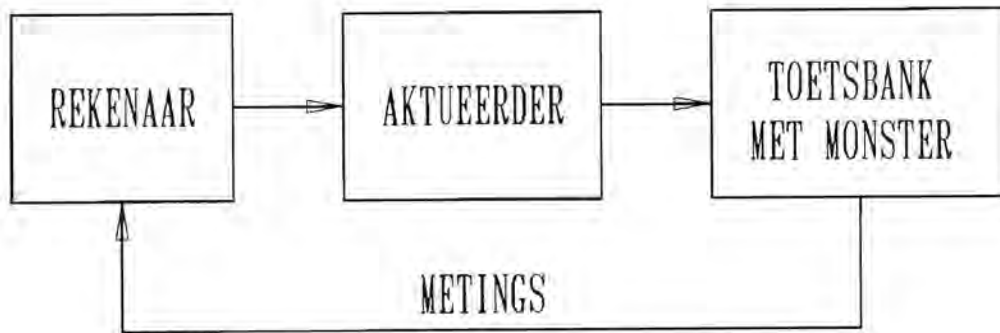 REKENAAR
AKTUEERDER
TOETSBANK
MET MONSTER
METINGS